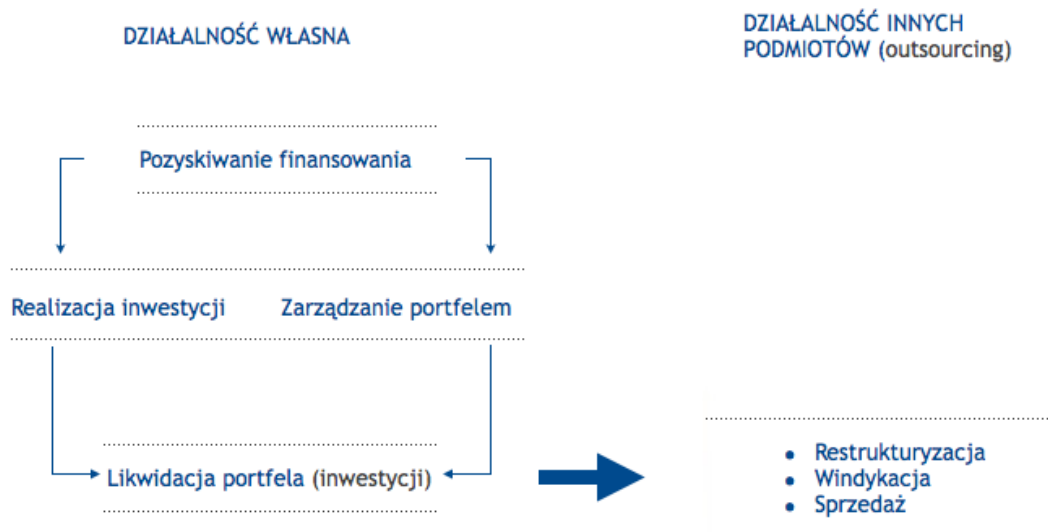 DZIAŁALNOŚĆ WŁASNA
DZIAŁALNOŚĆ INNYCH
PODMIOTÓW (outsourcing)
Pozyskiwanie finansowania
Realizacja inwestycji
Zarządzanie portfelem
Likwidacja portfela (inwestycji)
• Restrukturyzacja
• Windykacja
• Sprzedaż